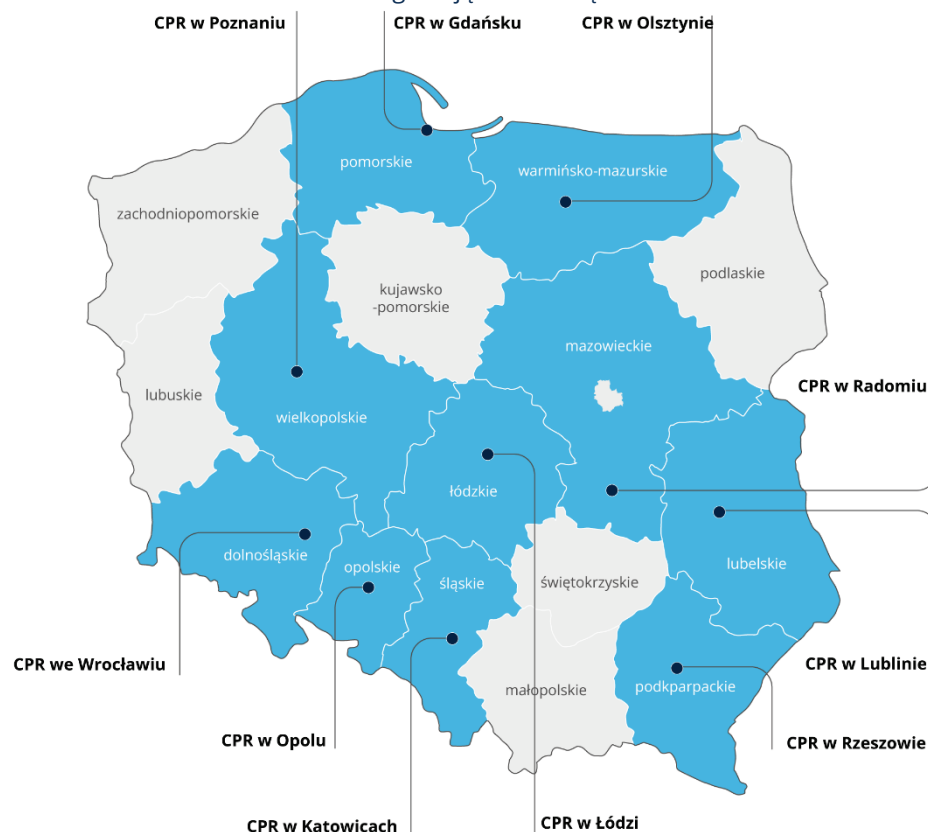 CPR w Poznaniu
CPR w Gdańsku
CPR w Olsztynie
pomorskie
warmińsko-mazurskie
zachodniopomorskie
podlaskie
kujawsko
-pomorskie
mazowieckie
CPR w Radomiu
lubuskie
wielkopolskie
łódzkie
dolnośląskie
opolskie
śląskie
świętokrzyskie
lubelskie
CPR we Wrocławiu
CPR w Lublinie
małopolskie
podkparpackie
CPR w Opolu
CPR w Rzeszowie
CPR w Katowicach
CPR w Łódzi